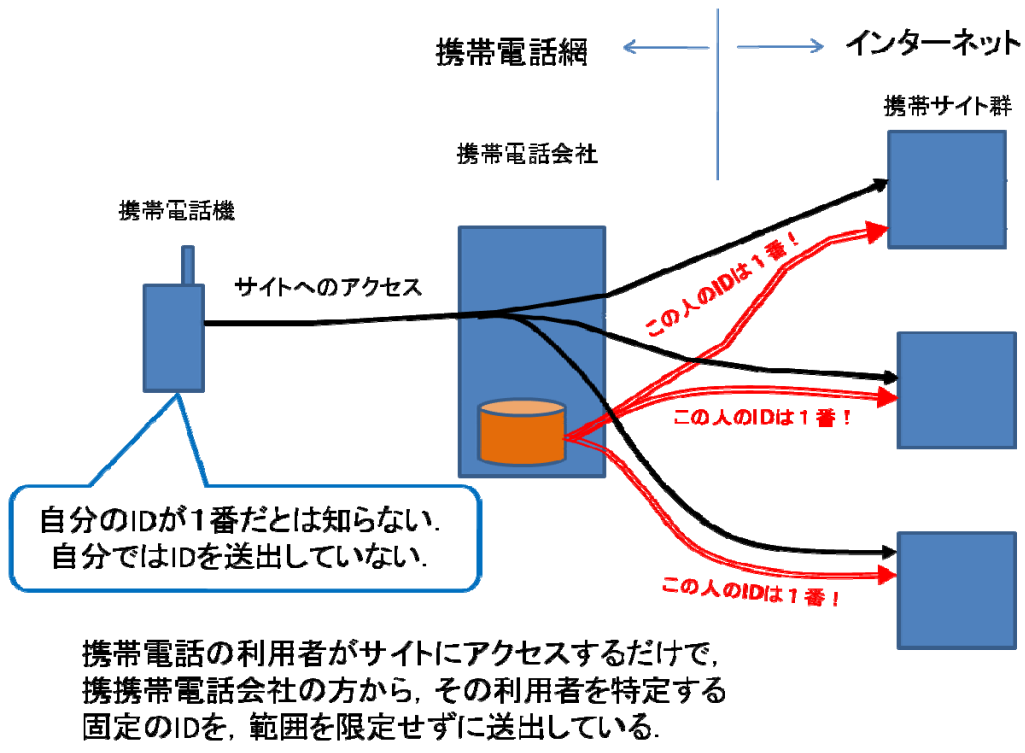 携帯電話網
インターネット
携帯サイト群
携帯電話会社
携帯電話機
サイトへのアクセス
この人のIDは１番！
この人のIDは１番！
この人のIDは１番！
自分のIDが１番だとは知らない．
自分ではIDを送出していない．
携帯電話の利用者がサイトにアクセスするだけで，
携携帯電話会社の方から，その利用者を特定する
固定のIDを，範囲を限定せずに送出している．